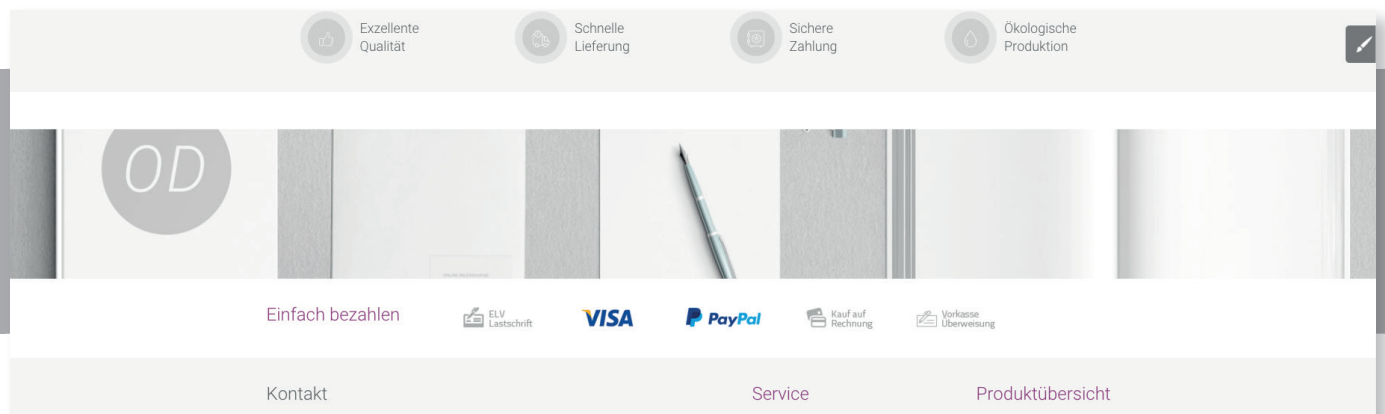 Exzellente
Qualität
Schnelle
Lieferung
Sichere
Zahlung
Ökologische
Produktion
OD
Einfach bezahlen
ELV
Lastschrift
VISA
PayPal
Kauf auf
Rechnung
Vorkasse
Überweisung
Kontakt
Service
Produktübersicht